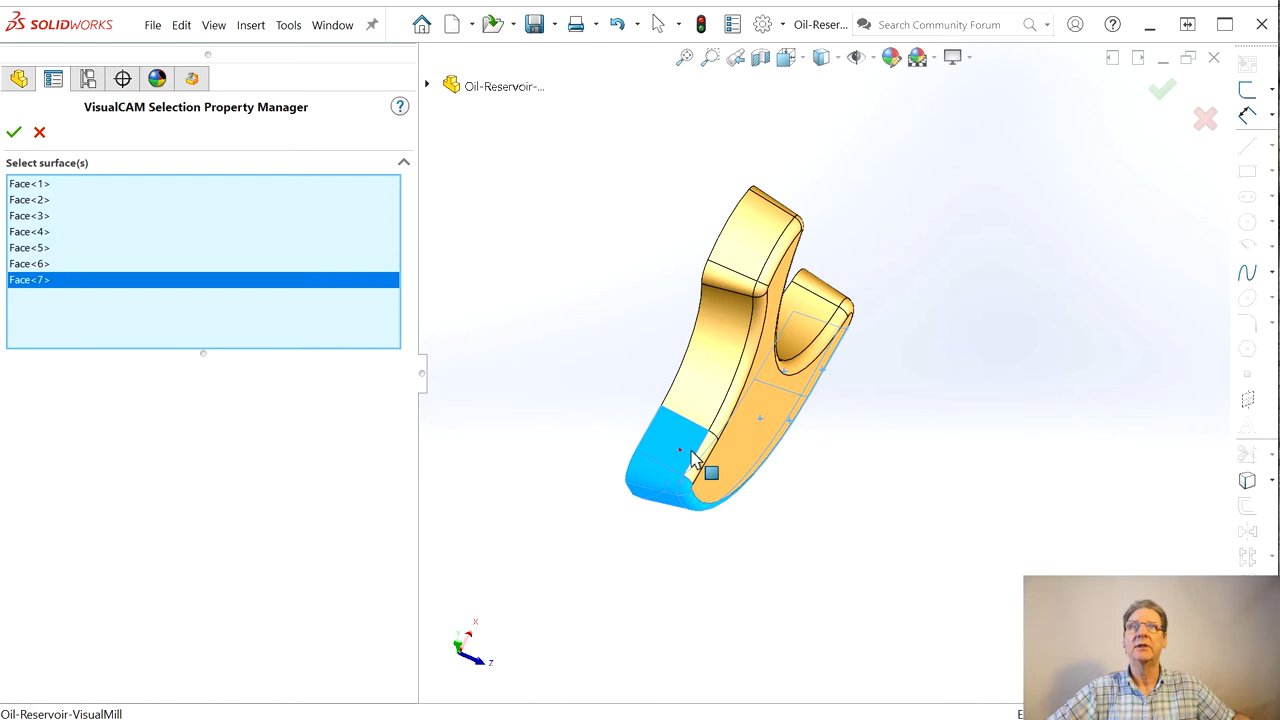 SOLIDWORKS File Edit View Insert Tools Window Oil-Reser... Search Community Forum
Oil-Reservoir-...
VisualCAM Selection Property Manager
Select surface(s)
Face<1>
Face<2>
Face<3>
Face<4>
Face<5>
Face<6>
Face<7>
X
Y
Z
Oil-Reservoir-VisualMill
E